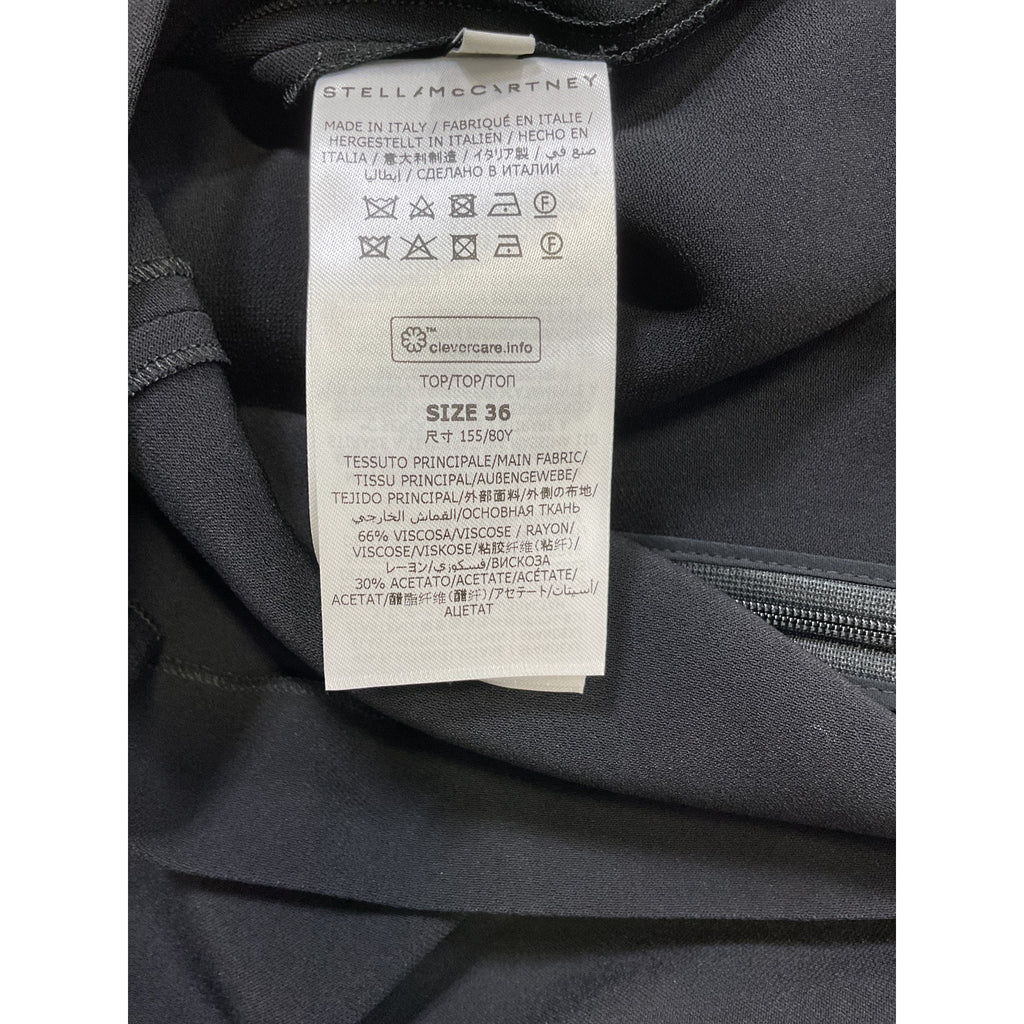 STELLA McCARTNEY
MADE IN ITALY / FABRIQUÉ EN ITALIE /
HERGESTELLT IN ITALIEN / HECHO EN
ITALIA / 意大利制造 / イタリア製 / صنع في
إيطاليا / СДЕЛАНО В ИТАЛИИ
F
F
™
clevercare.info
TOP/TOP/ТОП
SIZE 36
尺寸 155/80Y
TESSUTO PRINCIPALE/MAIN FABRIC/
TISSU PRINCIPAL/AUßENGEWEBE/
TEJIDO PRINCIPAL/外部面料/外側の布地/
القماش الخارجي/ОСНОВНАЯ ТКАНЬ
66% VISCOSA/VISCOSE / RAYON/
VISCOSE/VISKOSE/粘胶纤维(粘纤)/
レーヨン/فسكوزي/ВИСКОЗА
30% ACETATO/ACETATE/ACÉTATE/
ACETAT/醋酯纤维(醋纤)/アセテート/أسيتات/
АЦЕТАТ